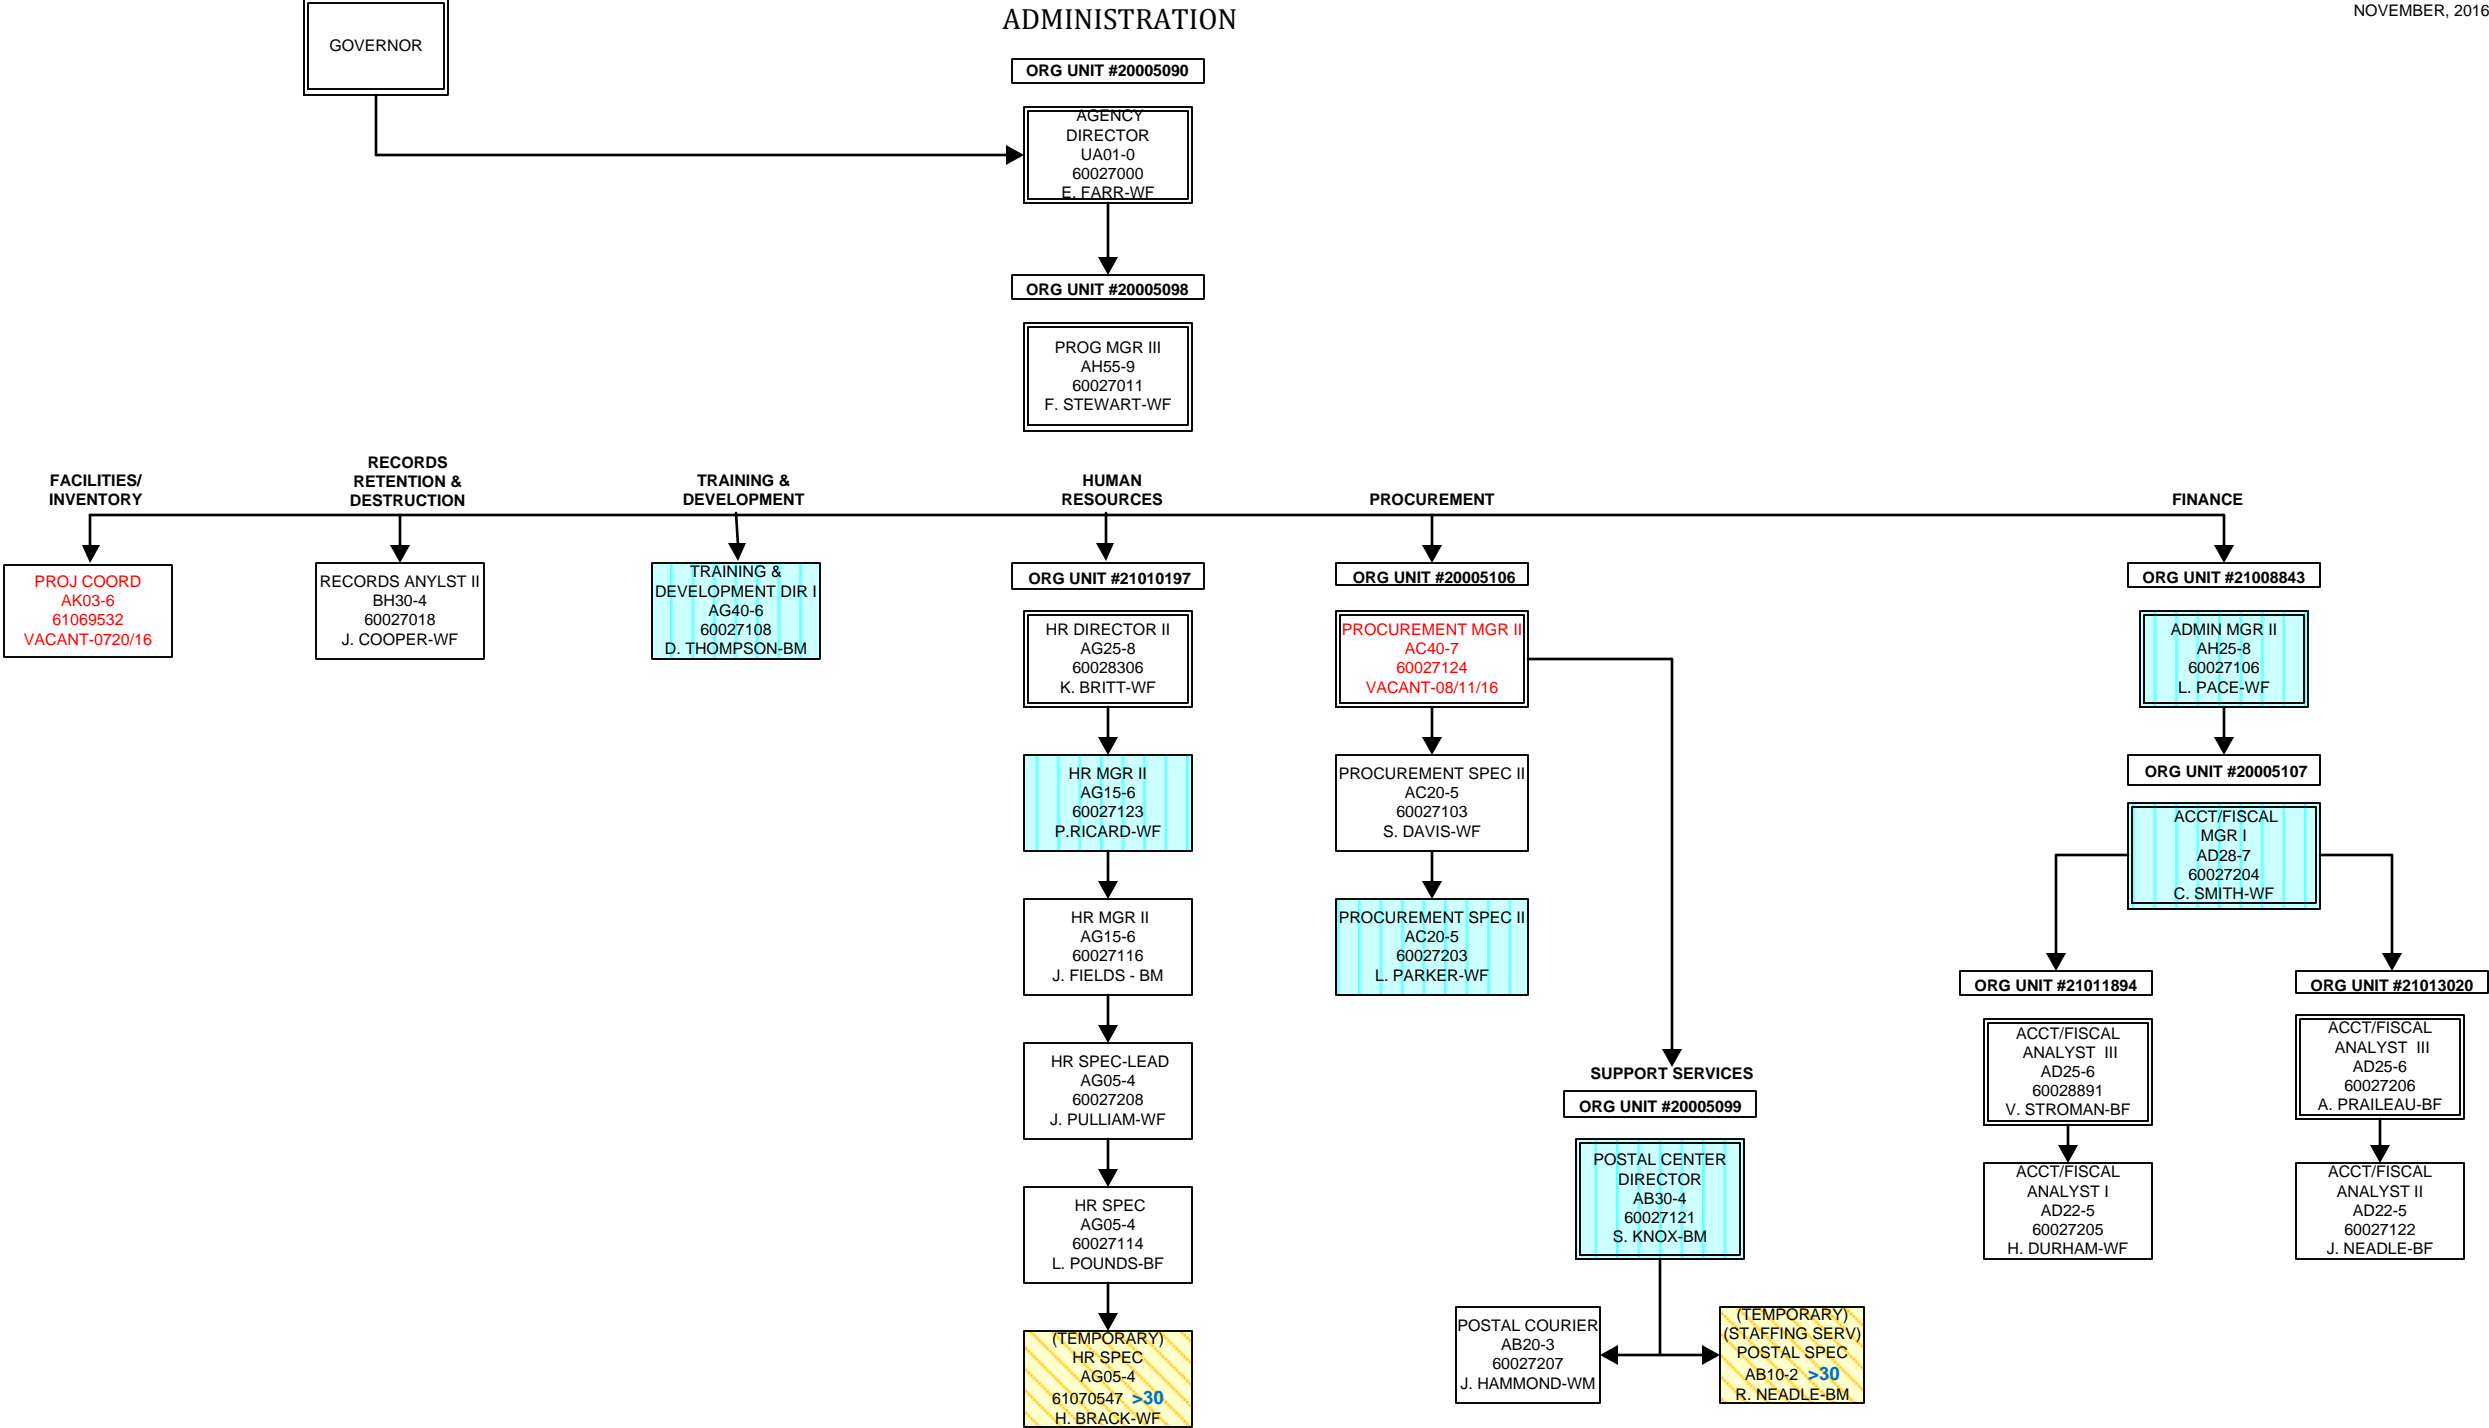 ADMINISTRATION
NOVEMBER, 2016
GOVERNOR
ORG UNIT #20005090
AGENCY
DIRECTOR
UA01-0
60027000
E. FARR-WF
ORG UNIT #20005098
PROG MGR III
AH55-9
60027011
F. STEWART-WF
FACILITIES/
INVENTORY
PROJ COORD
AK03-6
61069532
VACANT-0720/16
RECORDS
RETENTION &
DESTRUCTION
RECORDS ANYLST II
BH30-4
60027018
J. COOPER-WF
TRAINING &
DEVELOPMENT
TRAINING &
DEVELOPMENT DIR I
AG40-6
60027108
D. THOMPSON-BM
HUMAN
RESOURCES
ORG UNIT #21010197
HR DIRECTOR II
AG25-8
60028306
K. BRITT-WF
HR MGR II
AG15-6
60027123
P.RICARD-WF
HR MGR II
AG15-6
60027116
J. FIELDS - BM
HR SPEC-LEAD
AG05-4
60027208
J. PULLIAM-WF
HR SPEC
AG05-4
60027114
L. POUNDS-BF
(TEMPORARY)
HR SPEC
AG05-4
61070547 >30
H. BRACK-WF
PROCUREMENT
ORG UNIT #20005106
PROCUREMENT MGR II
AC40-7
60027124
VACANT-08/11/16
PROCUREMENT SPEC II
AC20-5
60027103
S. DAVIS-WF
PROCUREMENT SPEC II
AC20-5
60027203
L. PARKER-WF
SUPPORT SERVICES
ORG UNIT #20005099
POSTAL CENTER
DIRECTOR
AB30-4
60027121
S. KNOX-BM
POSTAL COURIER
AB20-3
60027207
J. HAMMOND-WM
(TEMPORARY)
(STAFFING SERV)
POSTAL SPEC
AB10-2 >30
R. NEADLE-BM
FINANCE
ORG UNIT #21008843
ADMIN MGR II
AH25-8
60027106
L. PACE-WF
ORG UNIT #20005107
ACCT/FISCAL
MGR I
AD28-7
60027204
C. SMITH-WF
ORG UNIT #21011894
ACCT/FISCAL
ANALYST III
AD25-6
60028891
V. STROMAN-BF
ACCT/FISCAL
ANALYST I
AD22-5
60027205
H. DURHAM-WF
ORG UNIT #21013020
ACCT/FISCAL
ANALYST III
AD25-6
60027206
A. PRAILEAU-BF
ACCT/FISCAL
ANALYST II
AD22-5
60027122
J. NEADLE-BF